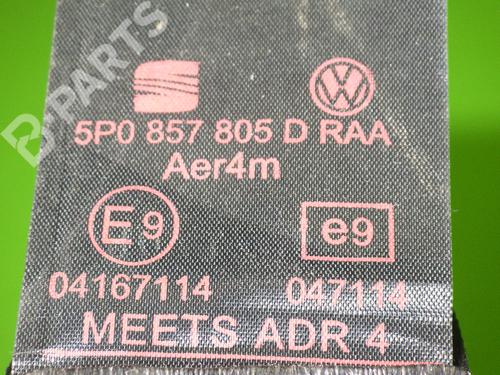 B-PARTS
5P0 857 805 D RAA
Aer4m
E9 e9
04167114 047114
MEETS ADR 4